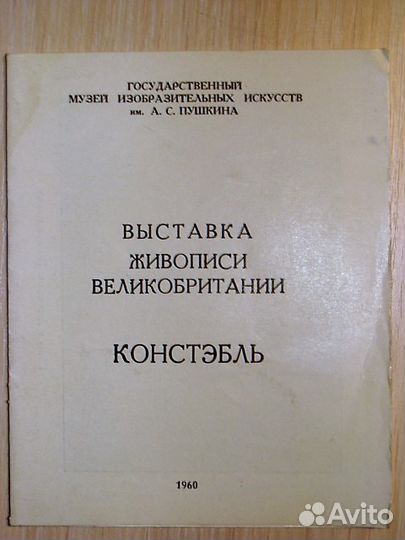 ГОСУДАРСТВЕННЫЙ
МУЗЕЙ ИЗОБРАЗИТЕЛЬНЫХ ИСКУССТВ
им. А. С. ПУШКИНА
ВЫСТАВКА
ЖИВОПИСИ
ВЕЛИКОБРИТАНИИ
КОНСТЭБЛЬ
1960
Avito